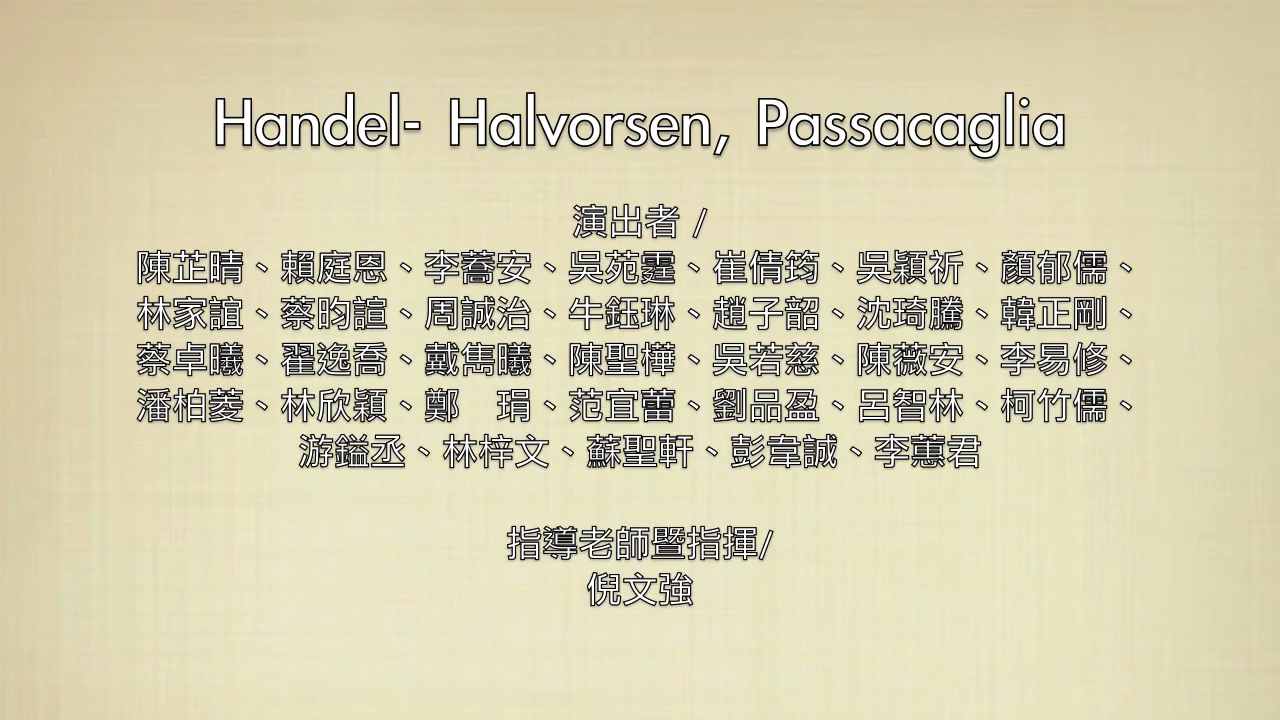 Handel- Halvorsen, Passacaglia
演出者 /
陳芷晴、賴庭恩、李蕎安、吳苑霆、崔倩筠、吳穎祈、顏郁儒、
林家誼、蔡昀諠、周誠治、牛鈺琳、趙子韶、沈琦騰、韓正剛、
蔡卓曦、翟逸喬、戴雋曦、陳聖樺、吳若慈、陳薇安、李易修、
潘柏菱、林欣穎、鄭　琄、范宜蕾、劉品盈、呂智林、柯竹儒、
游鎰丞、林梓文、蘇聖軒、彭韋誠、李蕙君
指導老師暨指揮/
倪文強